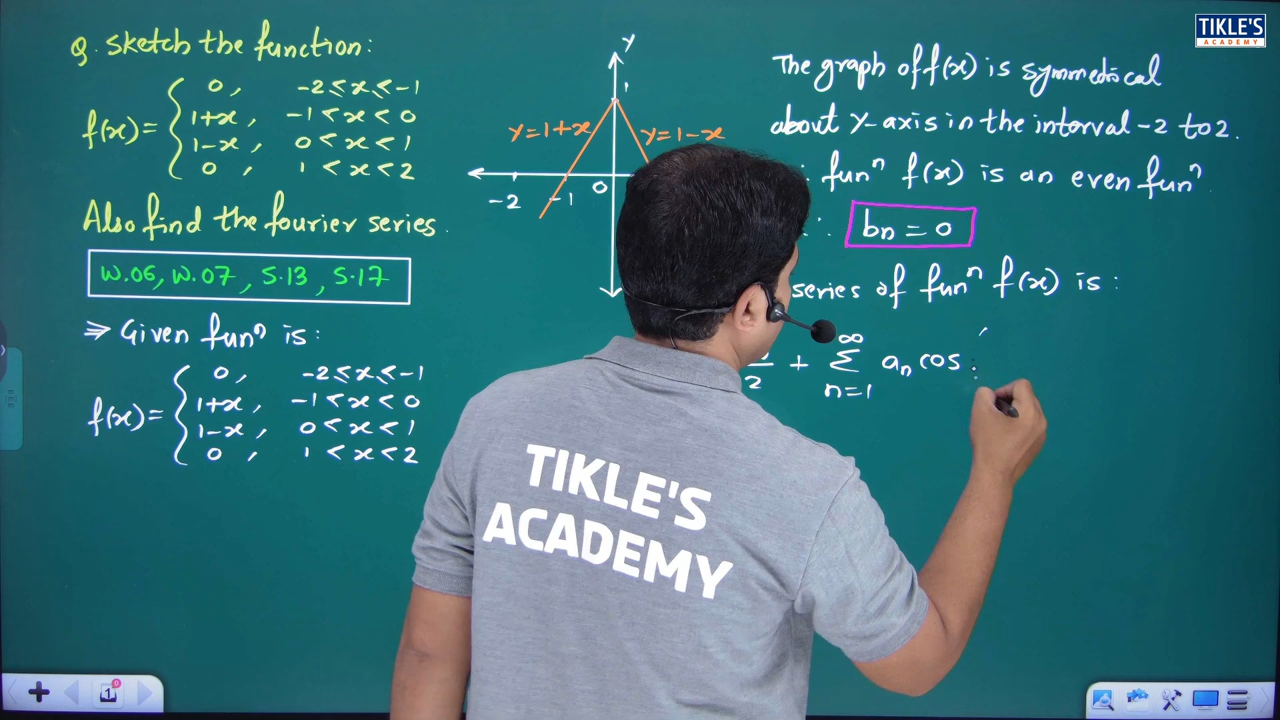 Q. Sketch the function:
f(x) = { 0, -2 ≤ x ≤ -1
1+x, -1 < x < 0
1-x, 0 < x < 1
0, 1 < x < 2
Also find the fourier series.
W.06, W.07, S.13, S.17
⇒ Given funⁿ is:
f(x) = { 0, -2 ≤ x ≤ -1
1+x, -1 < x < 0
1-x, 0 < x < 1
0, 1 < x < 2
y
1
y=1+x
y=1-x
-2
-1
0
The graph of f(x) is symmetrical
about Y-axis in the interval -2 to 2.
funⁿ f(x) is an even funⁿ
bn = 0
series of funⁿ f(x) is:
2 + ∞ Σ n=1 an cos
TIKLE'S
ACADEMY
TIKLE'S
ACADEMY
1
0